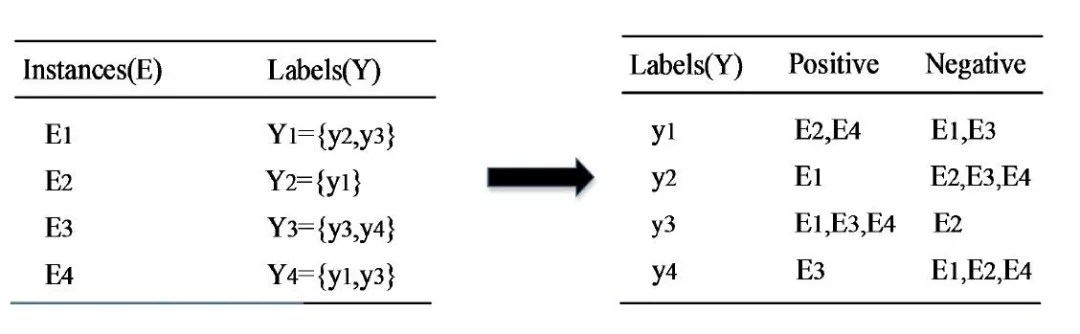 Instances(E) Labels(Y)
E1 Y1={y2,y3}
E2 Y2={y1}
E3 Y3={y3,y4}
E4 Y4={y1,y3}
Labels(Y) Positive Negative
y1 E2,E4 E1,E3
y2 E1 E2,E3,E4
y3 E1,E3,E4 E2
y4 E3 E1,E2,E4